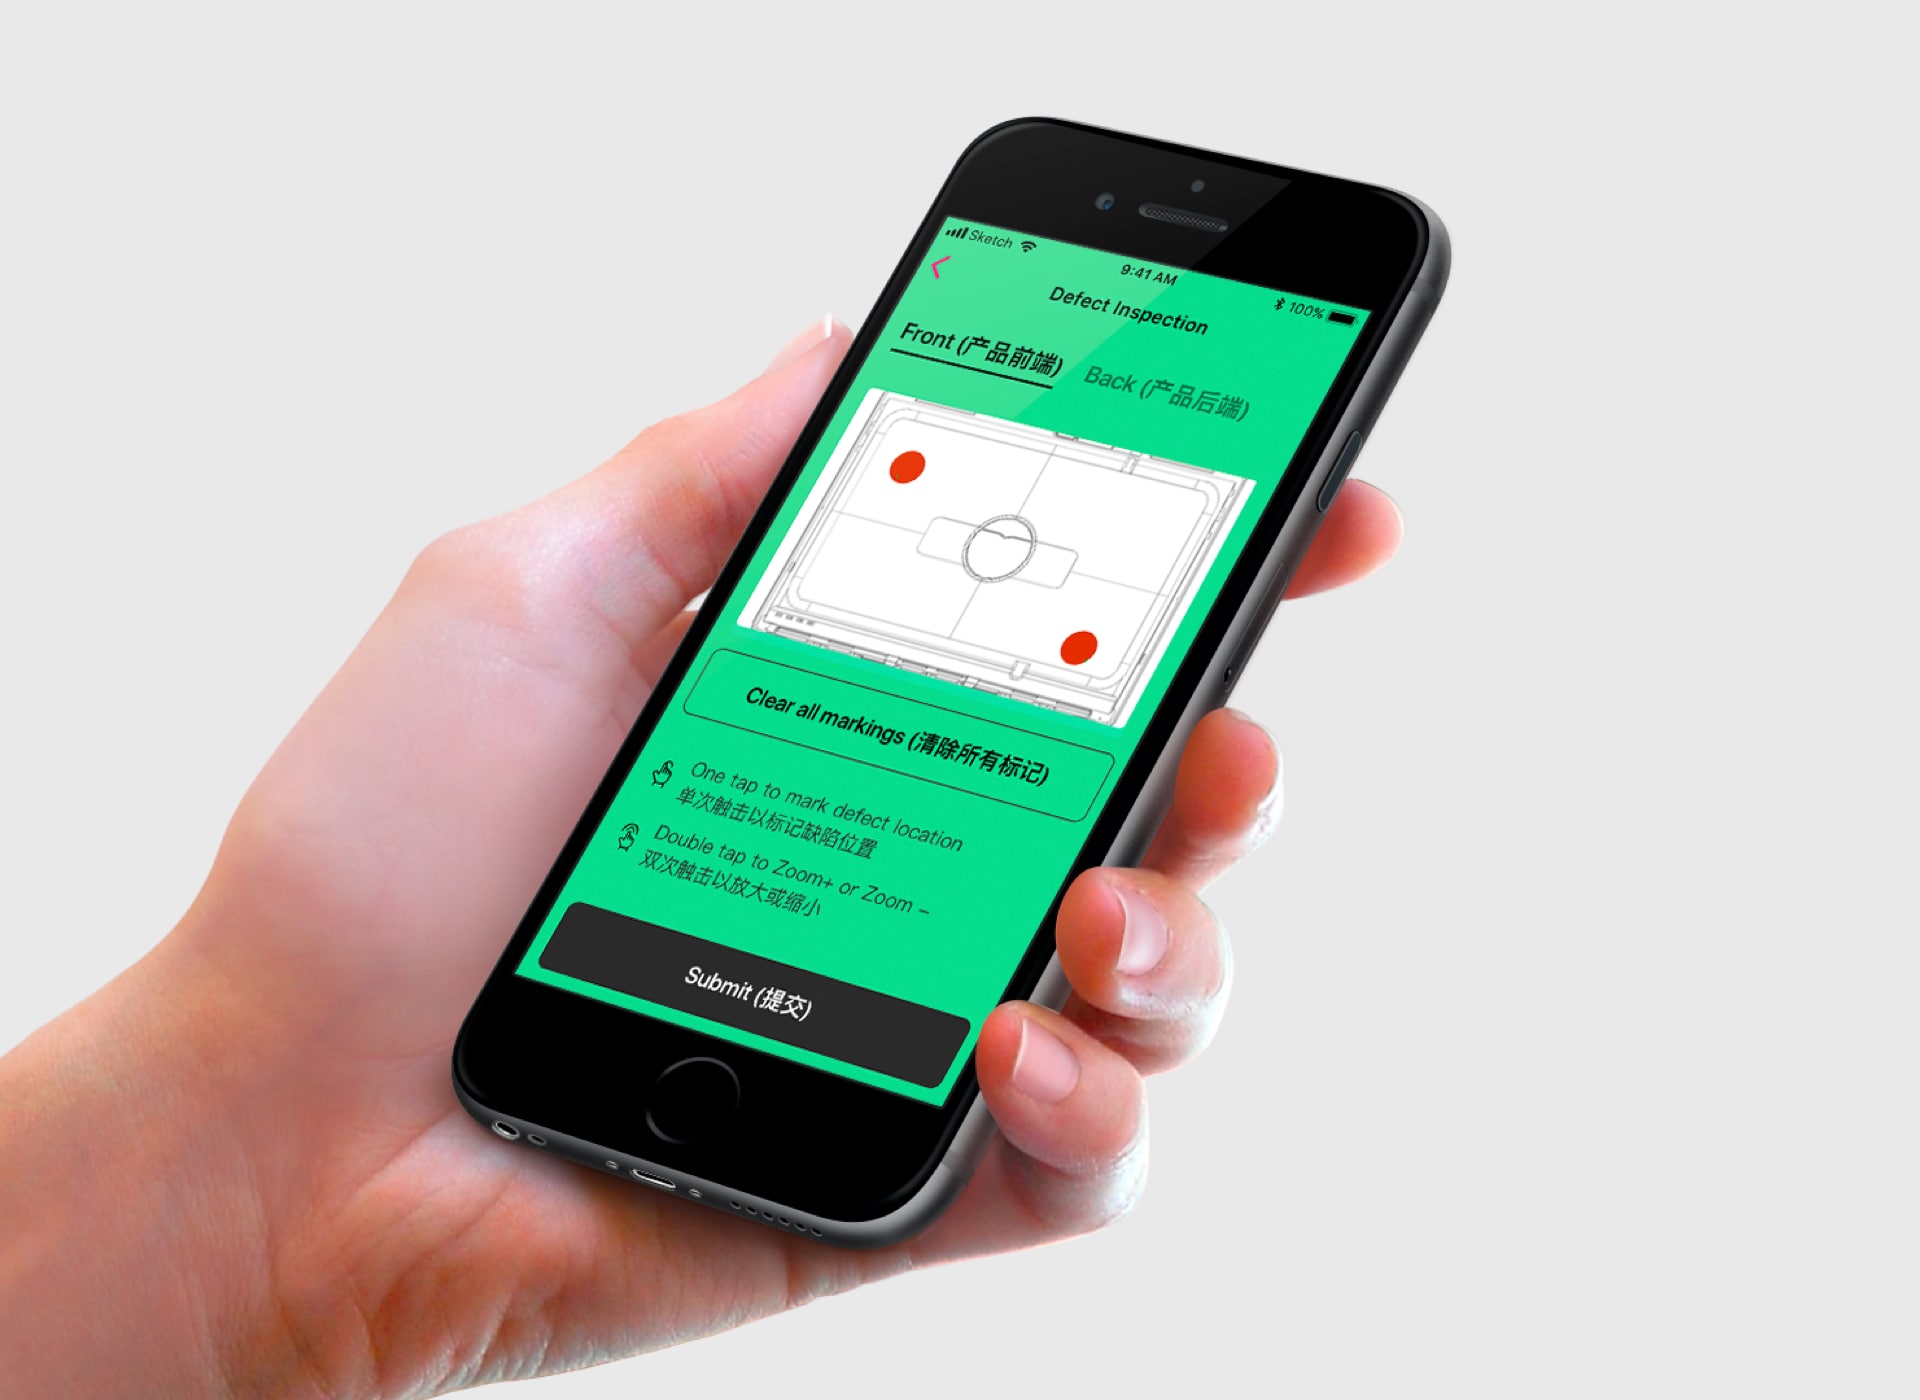 Sketch
9:41 AM
100%
Defect Inspection
Front (产品前端)
Back (产品后端)
Clear all markings (清除所有标记)
One tap to mark defect location
单次触击以标记缺陷位置
Double tap to Zoom+ or Zoom –
双次触击以放大或缩小
Submit (提交)